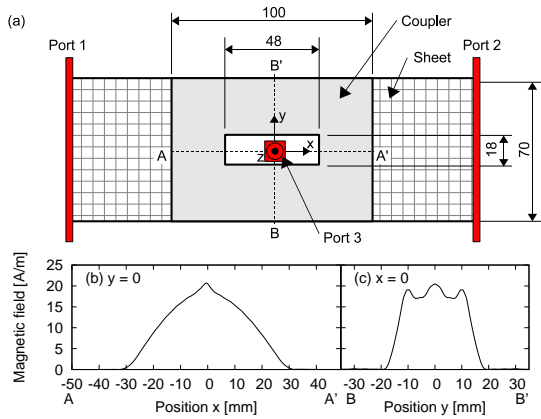 (a)
100
Port 1
48
Coupler
Port 2
Sheet
B'
y
A
z
x
A'
18
70
B
Port 3
Magnetic field [A/m]
25
20
15
10
5
0
(b) y = 0
(c) x = 0
-50 -40 -30 -20 -10 0 10 20 30 40
-30 -20 -10 0 10 20 30
A
Position x [mm]
A'
B
Position y [mm]
B'